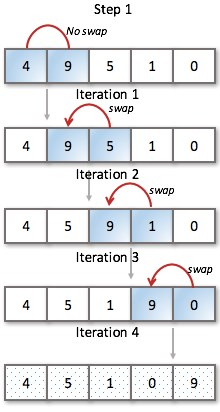 Step 1
No swap
4 9 5 1 0
Iteration 1
swap
4 9 5 1 0
Iteration 2
swap
4 5 9 1 0
Iteration 3
swap
4 5 1 9 0
Iteration 4
4 5 1 0 9